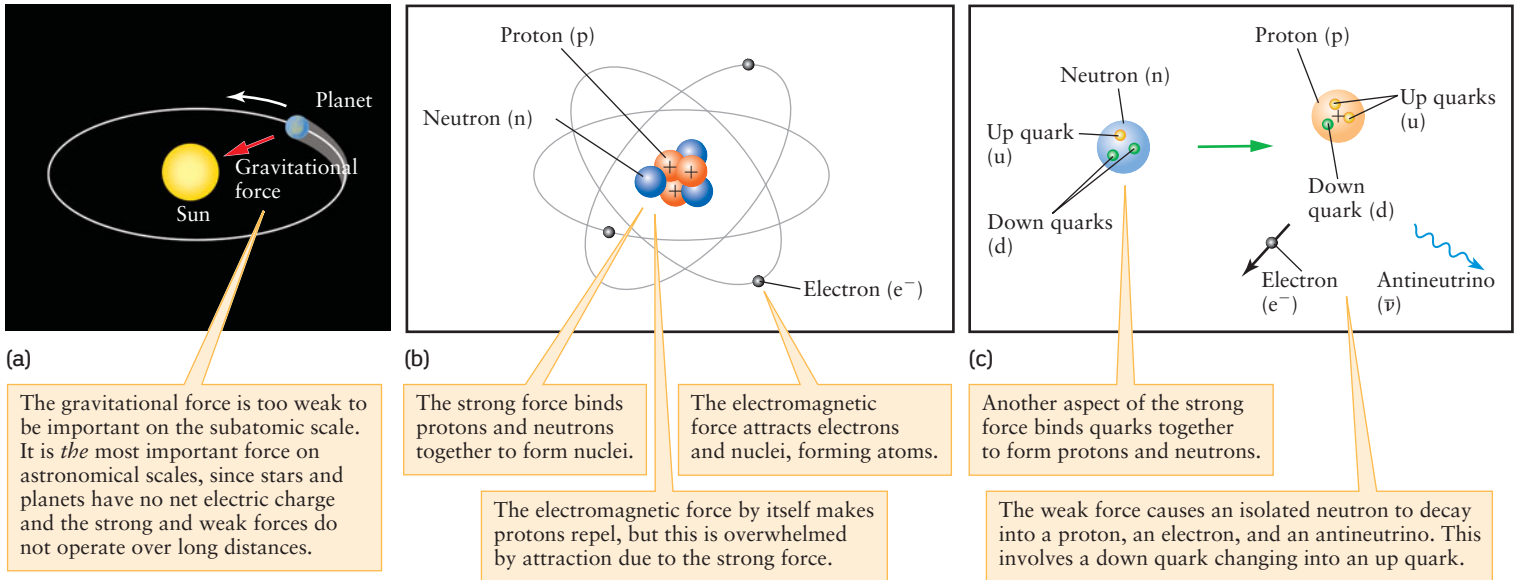 Planet
Gravitational
force
Sun
(a)
The gravitational force is too weak to
be important on the subatomic scale.
It is the most important force on
astronomical scales, since stars and
planets have no net electric charge
and the strong and weak forces do
not operate over long distances.
Proton (p)
Neutron (n)
+
+
+
Electron (e⁻)
(b)
The strong force binds
protons and neutrons
together to form nuclei.
The electromagnetic
force attracts electrons
and nuclei, forming atoms.
The electromagnetic force by itself makes
protons repel, but this is overwhelmed
by attraction due to the strong force.
Neutron (n)
Up quark
(u)
Down quarks
(d)
Proton (p)
+
Up quarks
(u)
Down
quark (d)
Electron
(e⁻)
Antineutrino
(ν̅)
(c)
Another aspect of the strong
force binds quarks together
to form protons and neutrons.
The weak force causes an isolated neutron to decay
into a proton, an electron, and an antineutrino. This
involves a down quark changing into an up quark.